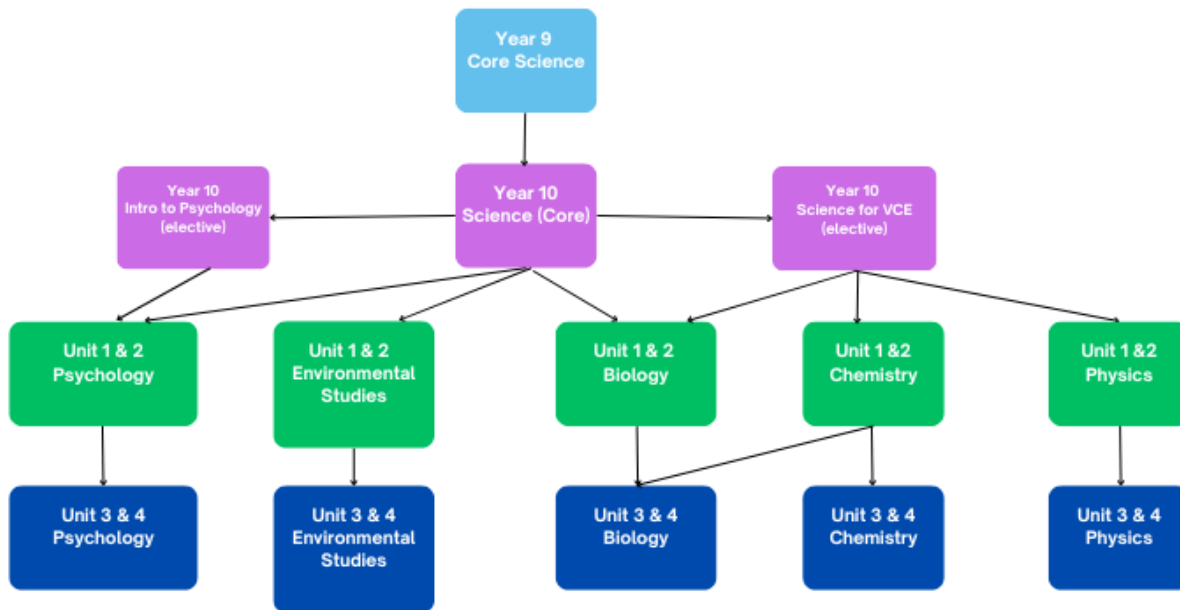 Year 9
Core Science
Year 10
Intro to Psychology
(elective)
Year 10
Science (Core)
Year 10
Science for VCE
(elective)
Unit 1 & 2
Psychology
Unit 1 & 2
Environmental
Studies
Unit 1 & 2
Biology
Unit 1 &2
Chemistry
Unit 1 &2
Physics
Unit 3 & 4
Psychology
Unit 3 & 4
Environmental
Studies
Unit 3 & 4
Biology
Unit 3 & 4
Chemistry
Unit 3 & 4
Physics